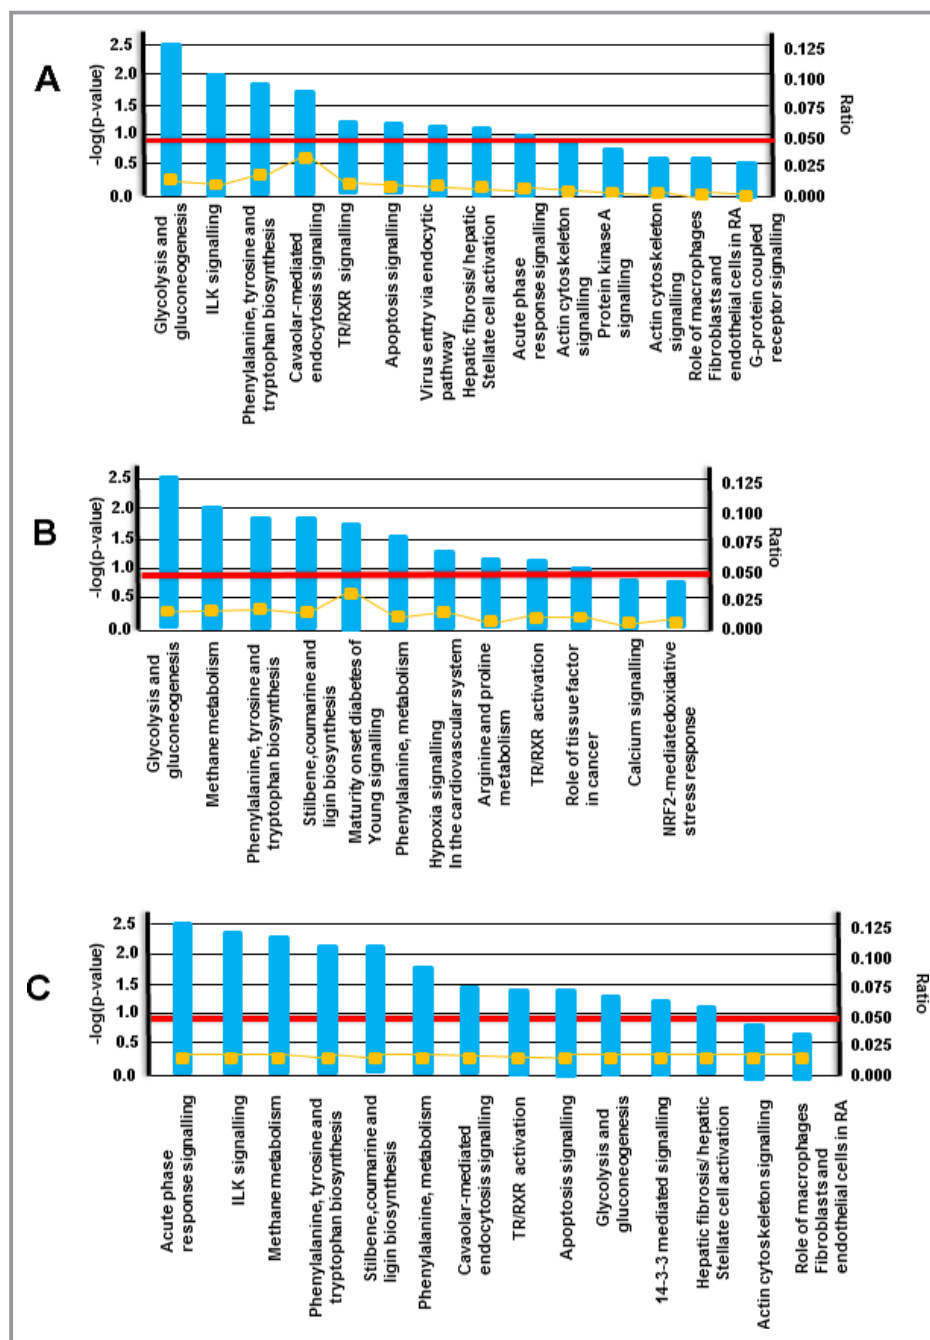 A
-log(p-value)
2.5
2.0
1.5
1.0
0.5
0.0
0.125
0.100
0.075
0.050
0.025
0.000
Ratio
Glycolysis and
gluconeogenesis
ILK signalling
Phenylalanine, tyrosine and
tryptophan biosynthesis
Cavaolar-mediated
endocytosis signalling
TR/RXR signalling
Apoptosis signalling
Virus entry via endocytic
pathway
Hepatic fibrosis/ hepatic
Stellate cell activation
Acute phase
response signalling
Actin cytoskeleton
signalling
Protein kinase A
signalling
Actin cytoskeleton
signalling
Role of macrophages
Fibroblasts and
endothelial cells in RA
G-protein coupled
receptor signalling
B
-log(p-value)
2.5
2.0
1.5
1.0
0.5
0.0
0.125
0.100
0.075
0.050
0.025
0.000
Ratio
Glycolysis and
gluconeogenesis
Methane metabolism
Phenylalanine, tyrosine and
tryptophan biosynthesis
Stilbene,coumarine and
ligin biosynthesis
Maturity onset diabetes of
Young signalling
Phenylalanine, metabolism
Hypoxia signalling
In the cardiovascular system
Arginine and proline
metabolism
TR/RXR activation
Role of tissue factor
in cancer
Calcium signalling
NRF2-mediatedoxidative
stress response
C
-log(p-value)
2.5
2.0
1.5
1.0
0.5
0.0
0.125
0.100
0.075
0.050
0.025
0.000
Ratio
Acute phase
response signalling
ILK signalling
Methane metabolism
Phenylalanine, tyrosine and
tryptophan biosynthesis
Stilbene,coumarine and
ligin biosynthesis
Phenylalanine, metabolism
Cavaolar-mediated
endocytosis signalling
TR/RXR activation
Apoptosis signalling
Glycolysis and
gluconeogenesis
14-3-3 mediated signalling
Hepatic fibrosis/ hepatic
Stellate cell activation
Actin cytoskeleton signalling
Role of macrophages
Fibroblasts and
endothelial cells in RA